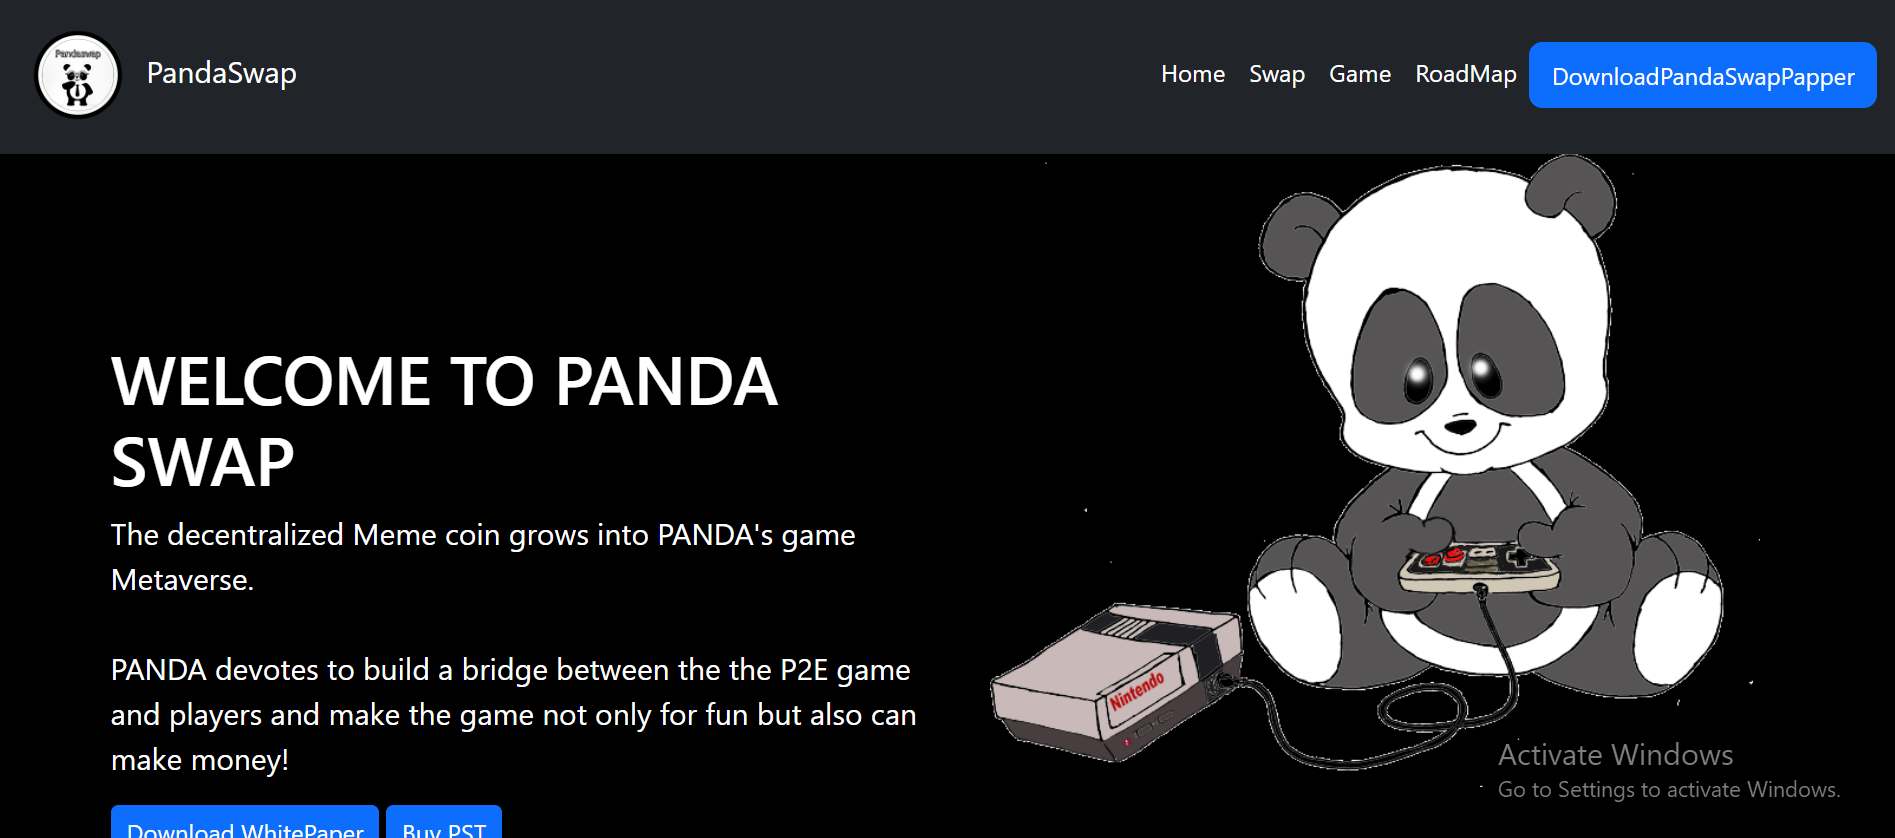 Pandaswap
PandaSwap
Home
Swap
Game
RoadMap
DownloadPandaSwapPapper
WELCOME TO PANDA
SWAP
The decentralized Meme coin grows into PANDA's game
Metaverse.
PANDA devotes to build a bridge between the the P2E game
and players and make the game not only for fun but also can
make money!
Download WhitePaper
Buy PST
Nintendo
Activate Windows
Go to Settings to activate Windows.